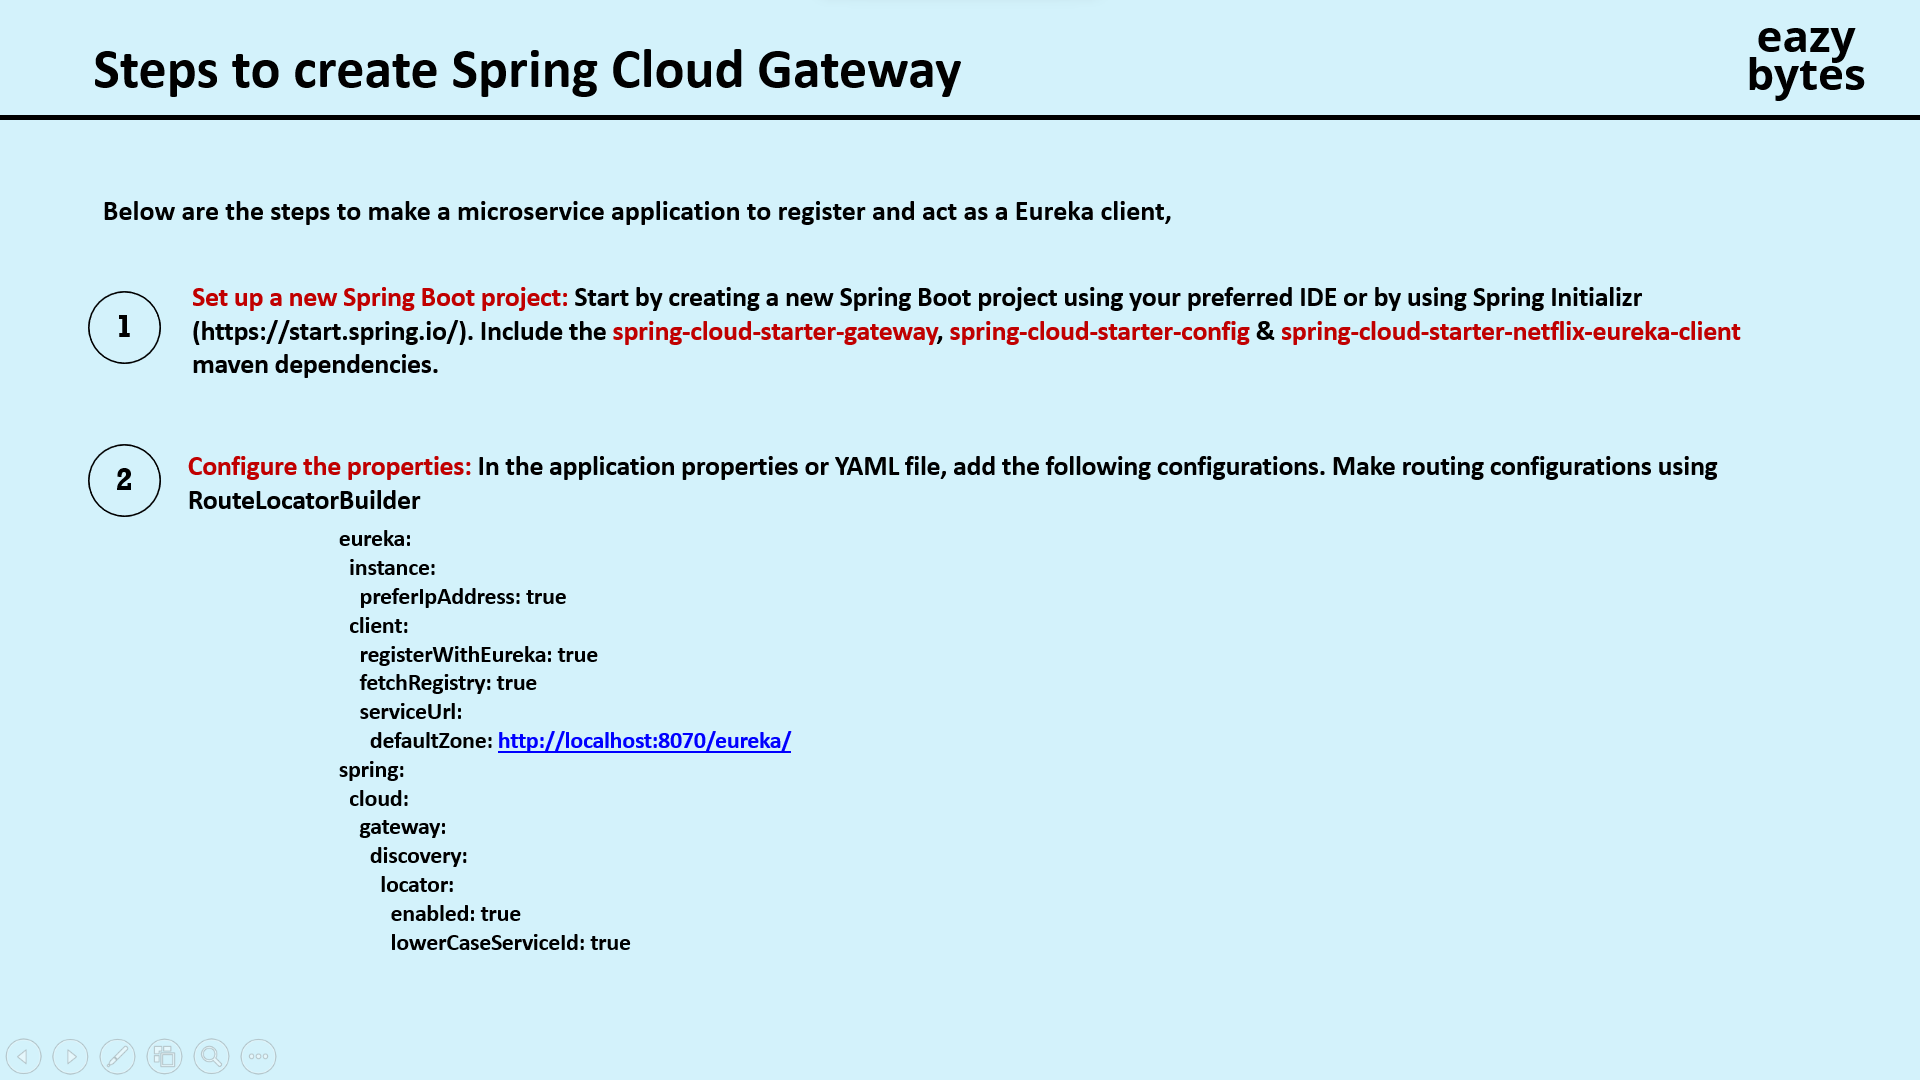 Steps to create Spring Cloud Gateway
eazy
bytes
Below are the steps to make a microservice application to register and act as a Eureka client,
1
Set up a new Spring Boot project: Start by creating a new Spring Boot project using your preferred IDE or by using Spring Initializr
(https://start.spring.io/). Include the spring-cloud-starter-gateway, spring-cloud-starter-config & spring-cloud-starter-netflix-eureka-client
maven dependencies.
2
Configure the properties: In the application properties or YAML file, add the following configurations. Make routing configurations using
RouteLocatorBuilder
eureka:
  instance:
    preferIpAddress: true
  client:
    registerWithEureka: true
    fetchRegistry: true
    serviceUrl:
      defaultZone: http://localhost:8070/eureka/
spring:
  cloud:
    gateway:
      discovery:
        locator:
          enabled: true
          lowerCaseServiceId: true